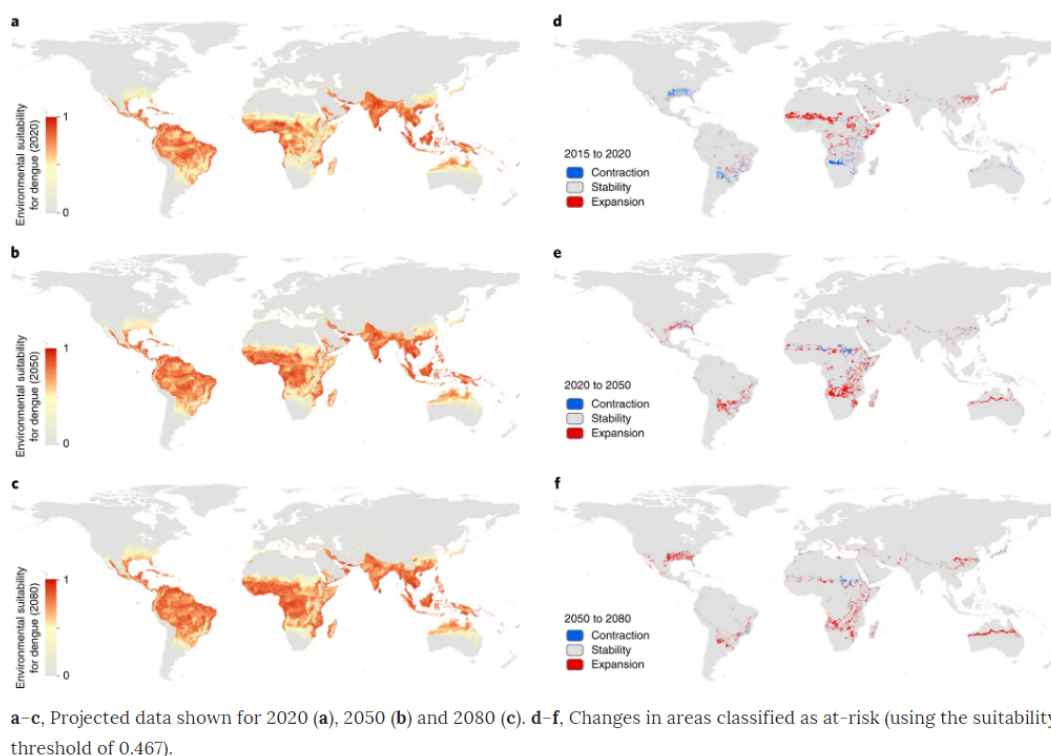 a
Environmental suitability
for dengue (2020)
1
0
d
2015 to 2020
Contraction
Stability
Expansion
b
Environmental suitability
for dengue (2050)
1
0
e
2020 to 2050
Contraction
Stability
Expansion
c
Environmental suitability
for dengue (2080)
1
0
f
2050 to 2080
Contraction
Stability
Expansion
a–c, Projected data shown for 2020 (a), 2050 (b) and 2080 (c). d–f, Changes in areas classified as at-risk (using the suitability
threshold of 0.467).